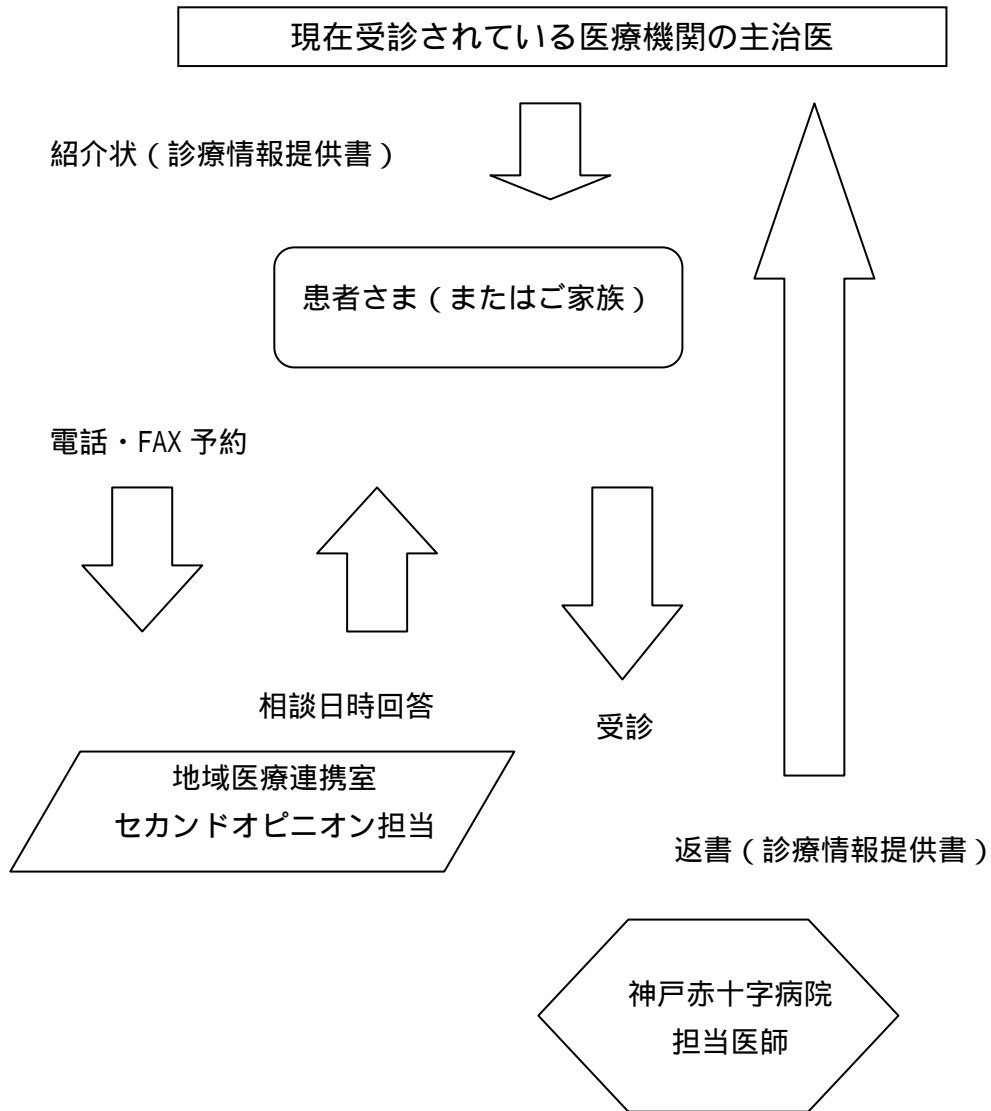 現在受診されている医療機関の主治医
紹介状（診療情報提供書）
患者さま（またはご家族）
電話・FAX 予約
相談日時回答
受診
地域医療連携室
セカンドオピニオン担当
返書（診療情報提供書）
神戸赤十字病院
担当医師